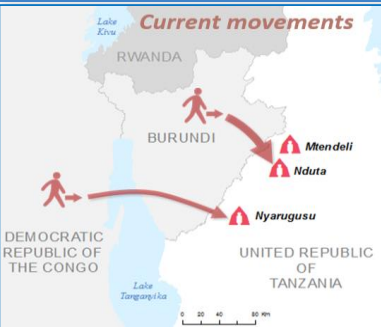 Current movements
Lake
Kivu
RWANDA
BURUNDI
Mtendeli
Nduta
Nyarugusu
DEMOCRATIC
REPUBLIC OF
THE CONGO
UNITED REPUBLIC
OF
TANZANIA
Lake
Tanganyika
0 20 40 80 Km